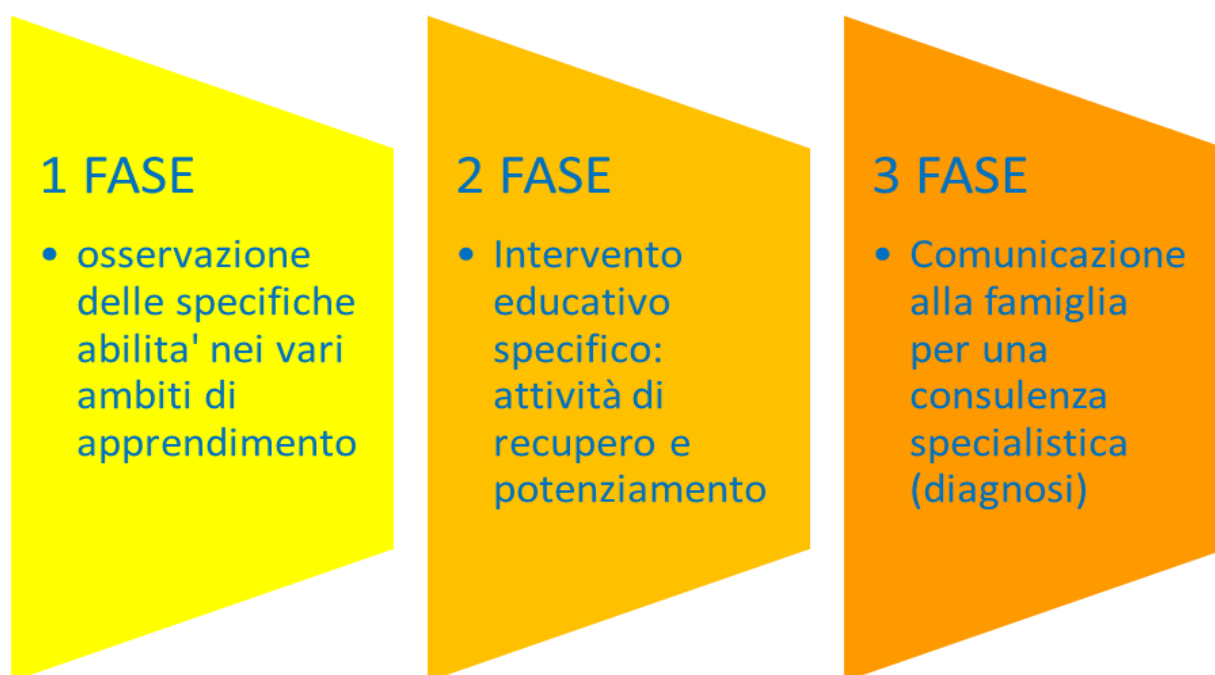 1 FASE
• osservazione
delle specifiche
abilita' nei vari
ambiti di
apprendimento
2 FASE
• Intervento
educativo
specifico:
attività di
recupero e
potenziamento
3 FASE
• Comunicazione
alla famiglia
per una
consulenza
specialistica
(diagnosi)